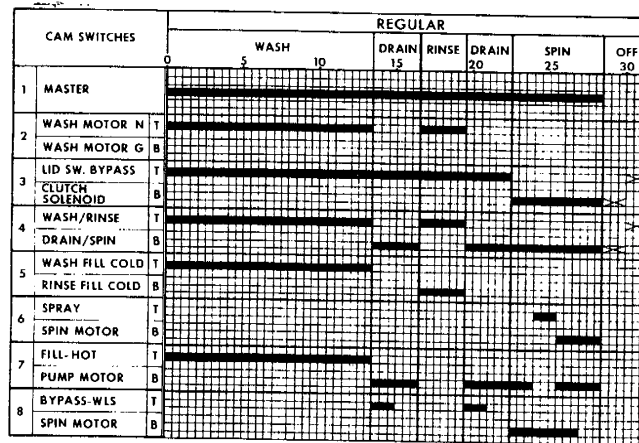 REGULAR
CAM SWITCHES
WASH DRAIN RINSE DRAIN SPIN OFF
0 5 10 15 20 25 30
1 MASTER
2 WASH MOTOR N T
WASH MOTOR G B
3 LID SW. BYPASS T
CLUTCH SOLENOID B
4 WASH/RINSE T
DRAIN/SPIN B
5 WASH FILL COLD T
RINSE FILL COLD B
6 SPRAY T
SPIN MOTOR B
7 FILL-HOT T
PUMP MOTOR B
8 BYPASS-WLS T
SPIN MOTOR B